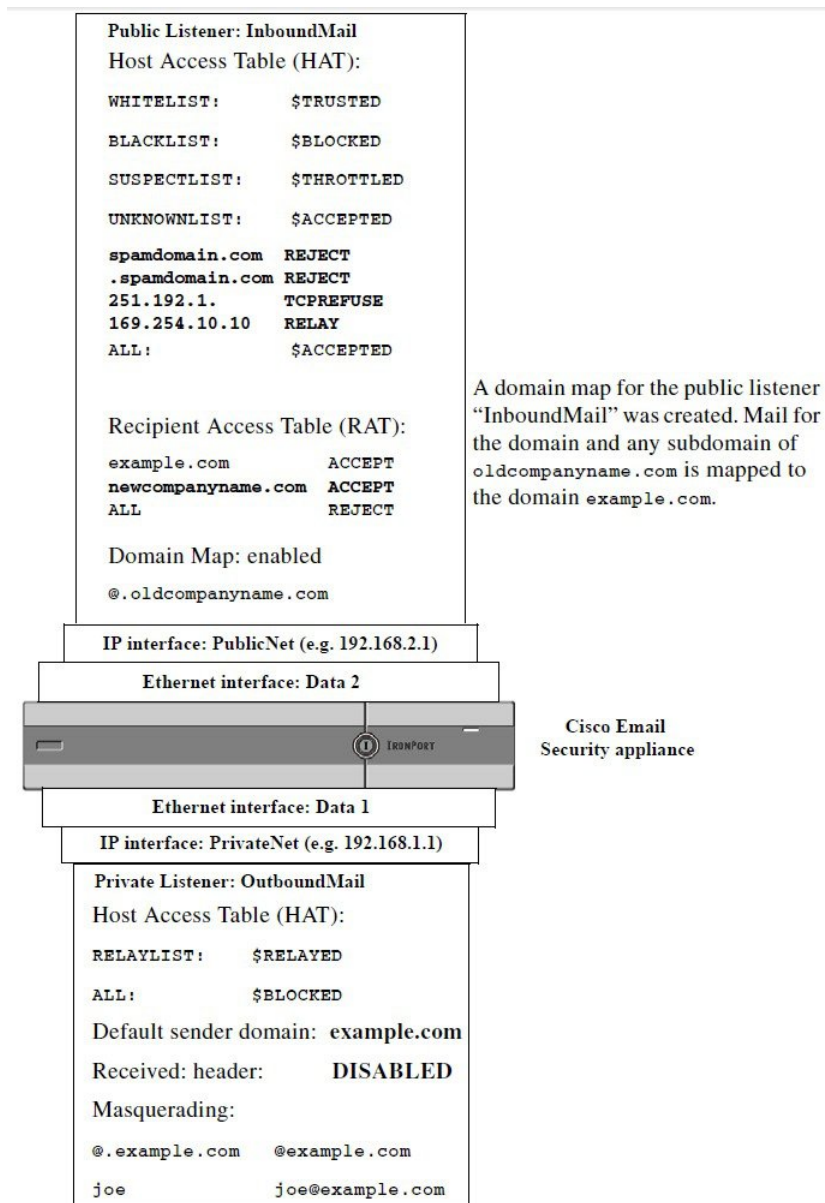 Public Listener: InboundMail
Host Access Table (HAT):
WHITELIST: $TRUSTED
BLACKLIST: $BLOCKED
SUSPECTLIST: $THROTTLED
UNKNOWNLIST: $ACCEPTED
spamdomain.com REJECT
.spamdomain.com REJECT
251.192.1. TCPREFUSE
169.254.10.10 RELAY
ALL: $ACCEPTED
Recipient Access Table (RAT):
example.com ACCEPT
newcompanyname.com ACCEPT
ALL REJECT
Domain Map: enabled
@.oldcompanyname.com
A domain map for the public listener
“InboundMail” was created. Mail for
the domain and any subdomain of
oldcompanyname.com is mapped to
the domain example.com.
IP interface: PublicNet (e.g. 192.168.2.1)
Ethernet interface: Data 2
IRONPORT
Cisco Email
Security appliance
Ethernet interface: Data 1
IP interface: PrivateNet (e.g. 192.168.1.1)
Private Listener: OutboundMail
Host Access Table (HAT):
RELAYLIST: $RELAYED
ALL: $BLOCKED
Default sender domain: example.com
Received: header: DISABLED
Masquerading:
@.example.com @example.com
joe joe@example.com